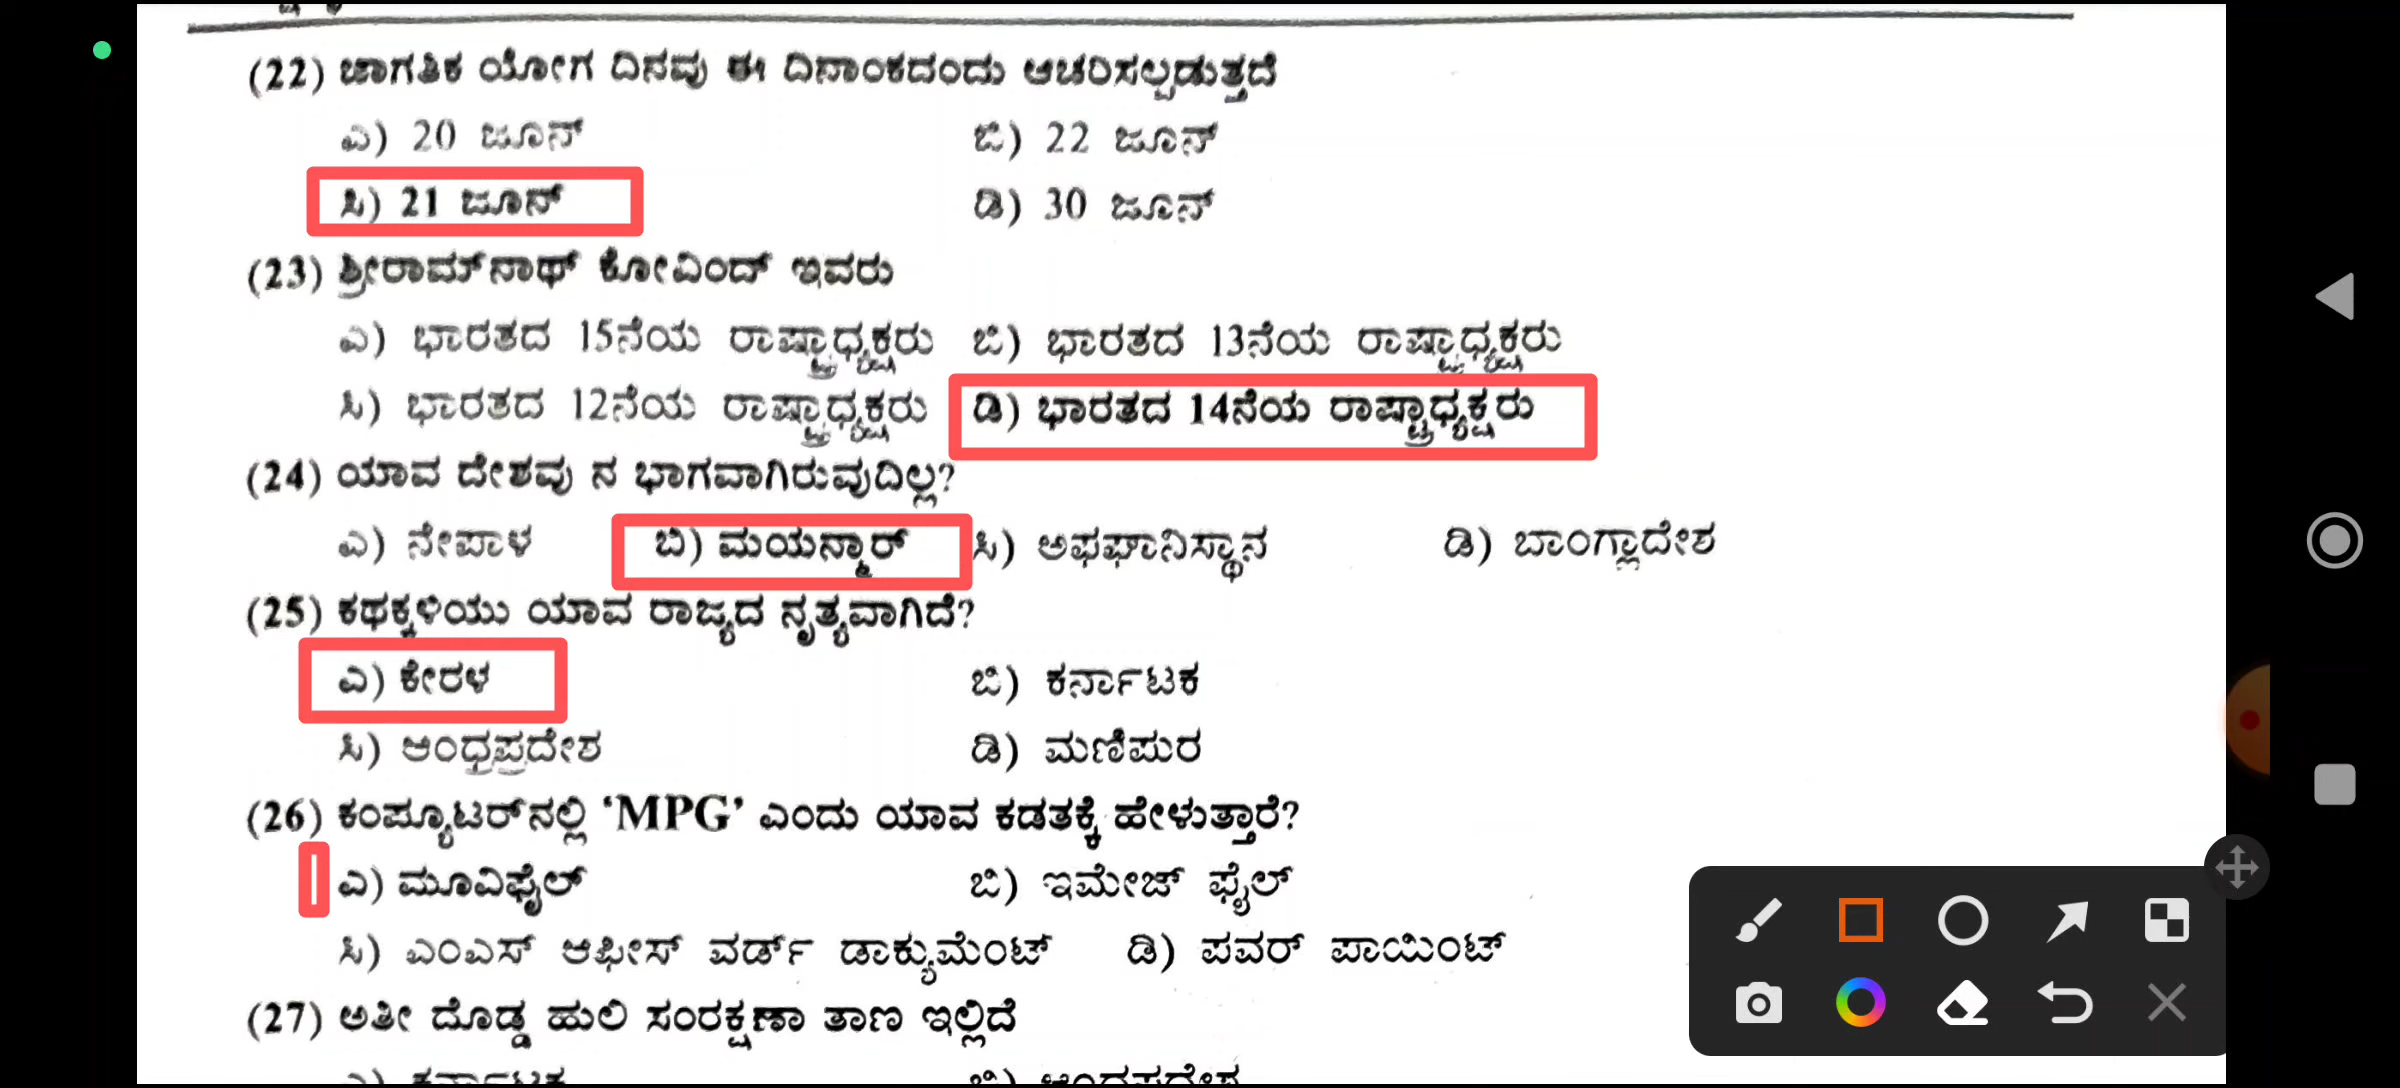 (22) ಜಾಗತಿಕ ಯೋಗ ದಿನವು ಈ ದಿನಾಂಕದಂದು ಆಚರಿಸಲ್ಪಡುತ್ತದೆ
ಎ) 20 ಜೂನ್ ಬಿ) 22 ಜೂನ್
ಸಿ) 21 ಜೂನ್ ಡಿ) 30 ಜೂನ್
(23) ಶ್ರೀರಾಮ್‌ನಾಥ್ ಕೋವಿಂದ್ ಇವರು
ಎ) ಭಾರತದ 15ನೆಯ ರಾಷ್ಟ್ರಾಧ್ಯಕ್ಷರು ಬಿ) ಭಾರತದ 13ನೆಯ ರಾಷ್ಟ್ರಾಧ್ಯಕ್ಷರು
ಸಿ) ಭಾರತದ 12ನೆಯ ರಾಷ್ಟ್ರಾಧ್ಯಕ್ಷರು ಡಿ) ಭಾರತದ 14ನೆಯ ರಾಷ್ಟ್ರಾಧ್ಯಕ್ಷರು
(24) ಯಾವ ದೇಶವು ನ ಭಾಗವಾಗಿರುವುದಿಲ್ಲ?
ಎ) ನೇಪಾಳ ಬಿ) ಮಯನ್ಮಾರ್ ಸಿ) ಅಫಘಾನಿಸ್ಥಾನ ಡಿ) ಬಾಂಗ್ಲಾದೇಶ
(25) ಕಥಕ್ಕಳಿಯು ಯಾವ ರಾಜ್ಯದ ನೃತ್ಯವಾಗಿದೆ?
ಎ) ಕೇರಳ ಬಿ) ಕರ್ನಾಟಕ
ಸಿ) ಆಂಧ್ರಪ್ರದೇಶ ಡಿ) ಮಣಿಪುರ
(26) ಕಂಪ್ಯೂಟರ್‌ನಲ್ಲಿ ‘MPG’ ಎಂದು ಯಾವ ಕಡತಕ್ಕೆ ಹೇಳುತ್ತಾರೆ?
ಎ) ಮೂವಿಫೈಲ್ ಬಿ) ಇಮೇಜ್ ಫೈಲ್
ಸಿ) ಎಂಎಸ್ ಆಫೀಸ್ ವರ್ಡ್ ಡಾಕ್ಯುಮೆಂಟ್ ಡಿ) ಪವರ್ ಪಾಯಿಂಟ್
(27) ಅತೀ ದೊಡ್ಡ ಹುಲಿ ಸಂರಕ್ಷಣಾ ತಾಣ ಇಲ್ಲಿದೆ